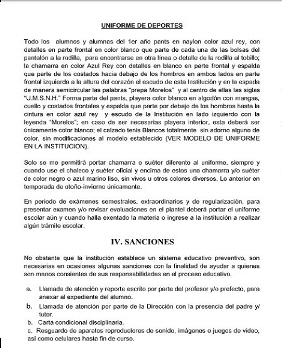 UNIFORME DE DEPORTES
Todo los alumnos y alumnos del 1er año pants en naylon color azul rey, con
detalles en parte frontal en color blanco que parte de cada una de las bolsas del
pantalón a la rodilla, para encontrarse en otra línea o detalle de la rodilla al tobillo;
la chamarra en color Azul Rey con detalles en blanco en parte frontal y espalda
que parte de los costados hacia debajo de los hombros en ambos lados en parte
frontal izquierda a la altura del corazón el escudo de esta Institución y en la espada
de manera semicircular las palabras "prepa Morelos" y al centro de ellas las siglas
"U.M.S.N.H." Forma parte del pants, playera blanca en algodón con mangas,
cuello y costados frontales y espalda que parte por debajo de los hombros hasta la
cintura en color azul rey y escudo de la Institución en lado izquierdo con la
leyenda "Morelos"; en caso de ser necesarias playera inferior, esta deberá ser
únicamente color blanco; el calzado tenis Blancos totalmente sin adorno alguno de
color, sin modificaciones al modelo establecido (VER MODELO DE UNIFORME
EN LA INSTITUCION).
Solo se me permitirá portar chamarra o suéter diferente al uniforme, siempre y
cuando use el chaleco y suéter oficial y encima de estos una chamarra y/o suéter
de color negro o azul marino liso, sin vivos u otros colores diversos. Lo anterior en
temporada de otoño-invierno únicamente.
En periodo de exámenes semestrales, extraordinarios y de regularización, para
presentar examen y/o revisar evaluaciones en el plantel deberá portar el uniforme
escolar aún y cuando halla exentado la materia o ingrese a la institución a realizar
algún trámite escolar.
IV. SANCIONES
No obstante que la institución establece un sistema educativo preventivo, son
necesarias en ocasiones algunas sanciones con la finalidad de ayudar a quienes
son menos conscientes de sus responsabilidades en el proceso educativo.
a. Llamada de atención y reporte escrito por parte del profesor y/o prefecto, para
anexar al expediente del alumno.
b. Llamada de atención por parte de la Dirección con la presencia del padre y/
tutor.
b. Carta condicional disciplinaria.
c. Resguardo de aparatos reproductores de sonido, imágenes o juegos de video,
así como celulares hasta fin de curso.